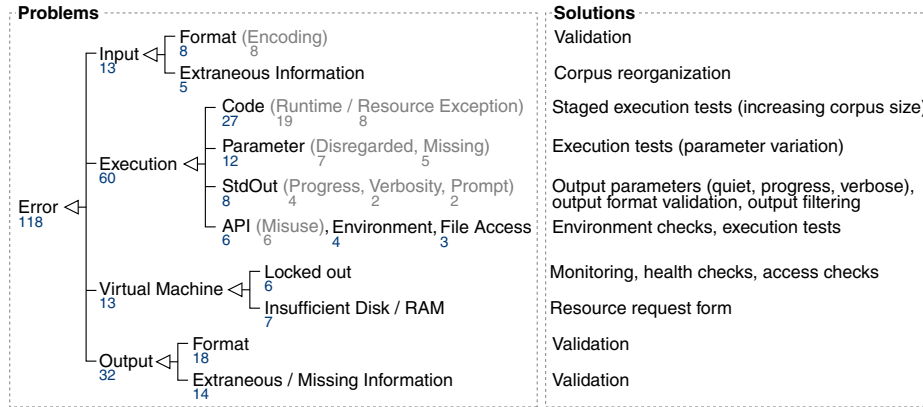 Problems
Solutions
Format (Encoding)
8 8
Validation
Input
13
Extraneous Information
5
Corpus reorganization
Code (Runtime / Resource Exception)
27 19 8
Staged execution tests (increasing corpus size)
Parameter (Disregarded, Missing)
12 7 5
Execution tests (parameter variation)
Execution
60
StdOut (Progress, Verbosity, Prompt)
8 4 2 2
Output parameters (quiet, progress, verbose),
output format validation, output filtering
Error
118
API (Misuse), Environment, File Access
6 6 4 3
Environment checks, execution tests
Locked out
6
Monitoring, health checks, access checks
Virtual Machine
13
Insufficient Disk / RAM
7
Resource request form
Format
18
Validation
Output
32
Extraneous / Missing Information
14
Validation